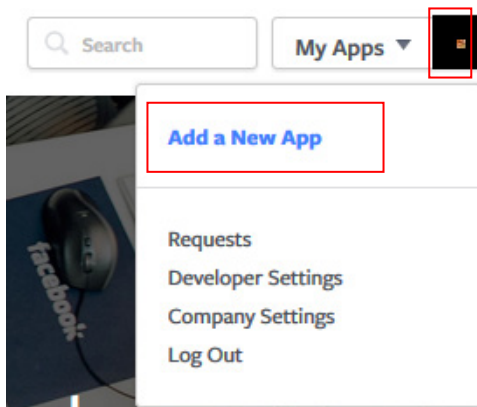 Search
My Apps
Add a New App
Requests
Developer Settings
Company Settings
Log Out
facebook